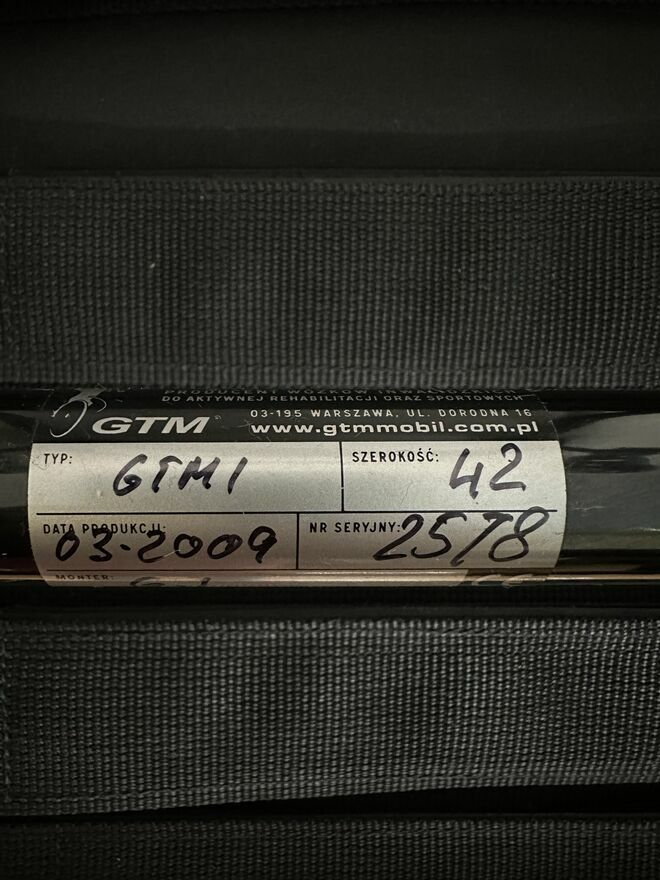 PRODUCENT WÓZKÓW INWALIDZKICH
DO AKTYWNEJ REHABILITACJI ORAZ SPORTOWYCH
GTM
03-195 WARSZAWA, UL. DORODNA 16
www.gtmmobil.com.pl
TYP: GTM1
SZEROKOŚĆ: 42
DATA PRODUKCJI: 03-2009
NR SERYJNY: 2578
MONTER: